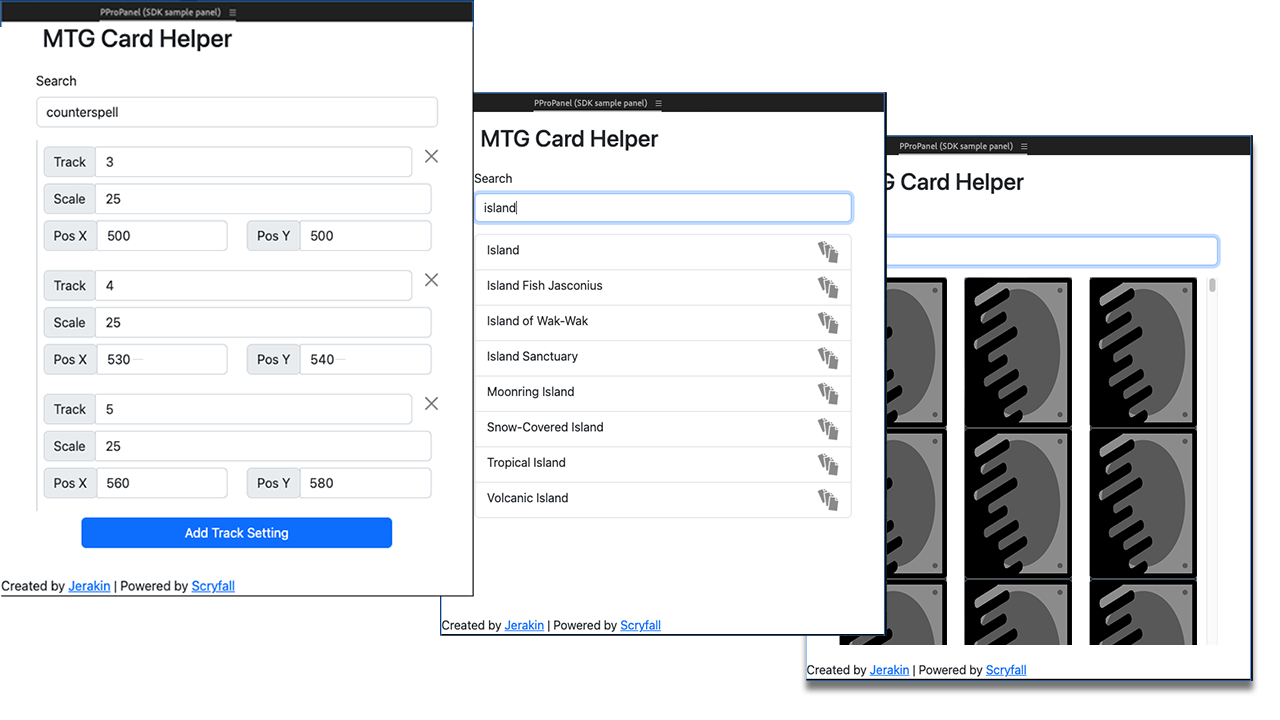 PProPanel (SDK sample panel)
MTG Card Helper
Search
counterspell
Track 3
Scale 25
Pos X 500 Pos Y 500
Track 4
Scale 25
Pos X 530 Pos Y 540
Track 5
Scale 25
Pos X 560 Pos Y 580
Add Track Setting
Created by Jerakin | Powered by Scryfall
PProPanel (SDK sample panel)
MTG Card Helper
Search
island
Island
Island Fish Jasconius
Island of Wak-Wak
Island Sanctuary
Moonring Island
Snow-Covered Island
Tropical Island
Volcanic Island
Created by Jerakin | Powered by Scryfall
PProPanel (SDK sample panel)
G Card Helper
Created by Jerakin | Powered by Scryfall